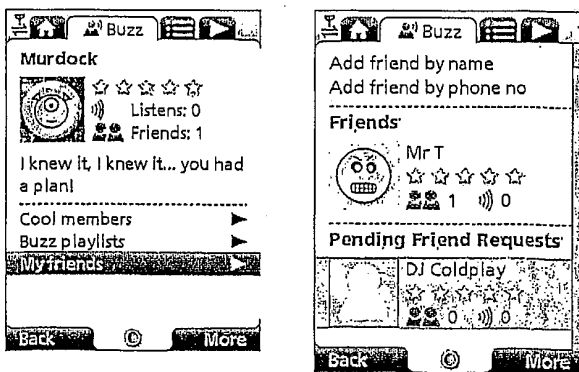 Buzz
Murdock
Listens: 0
Friends: 1
I knew it, I knew it... you had
a plan!
Cool members
Buzz playlists
My friends
Back
More
Buzz
Add friend by name
Add friend by phone no
Friends
Mr T
1
0
Pending Friend Requests
DJ Coldplay
0
0
Back
More